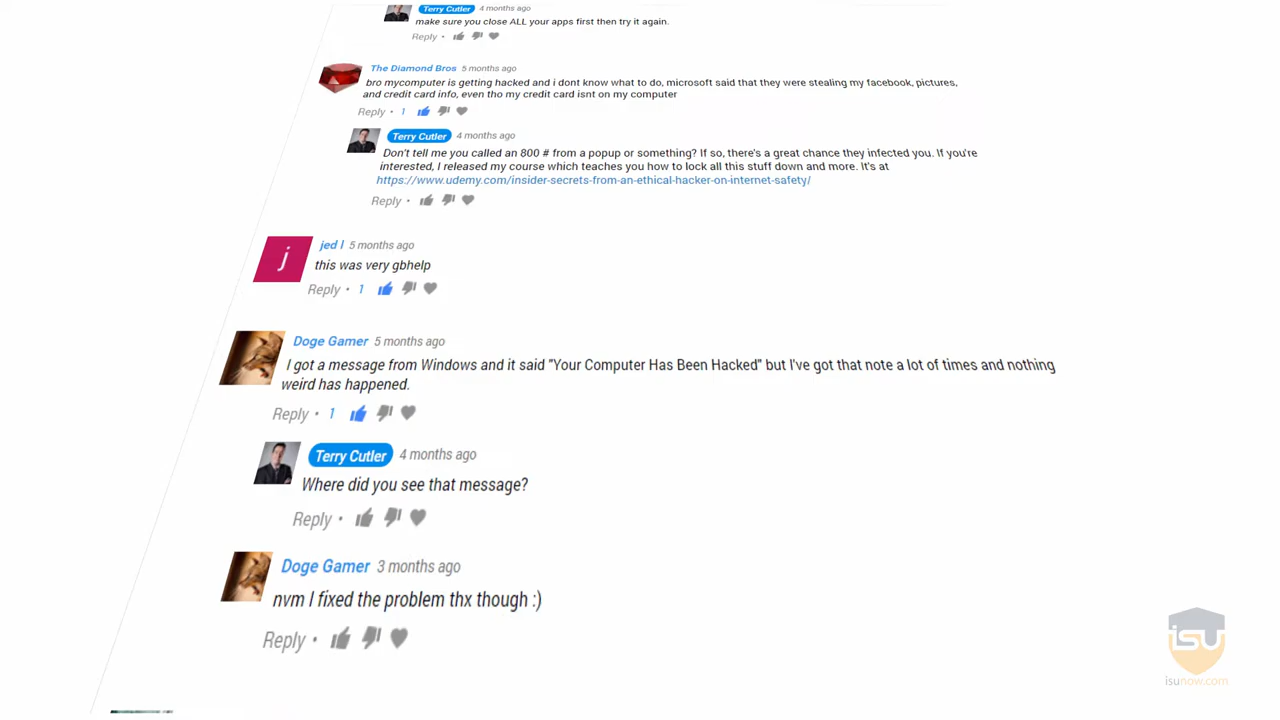 Terry Cutler 4 months ago
make sure you close ALL your apps first then try it again.
Reply •
The Diamond Bros 5 months ago
bro mycomputer is getting hacked and i dont know what to do, microsoft said that they were stealing my facebook, pictures,
and credit card info, even tho my credit card isnt on my computer
Reply • 1
Terry Cutler 4 months ago
Don't tell me you called an 800 # from a popup or something? If so, there's a great chance they infected you. If you're
interested, I released my course which teaches you how to lock all this stuff down and more. It's at
https://www.udemy.com/insider-secrets-from-an-ethical-hacker-on-internet-safety/
Reply •
j
jed l 5 months ago
this was very gbhelp
Reply • 1
Doge Gamer 5 months ago
I got a message from Windows and it said "Your Computer Has Been Hacked" but I've got that note a lot of times and nothing
weird has happened.
Reply • 1
Terry Cutler 4 months ago
Where did you see that message?
Reply •
Doge Gamer 3 months ago
nvm I fixed the problem thx though :)
Reply •
isu
isunow.com